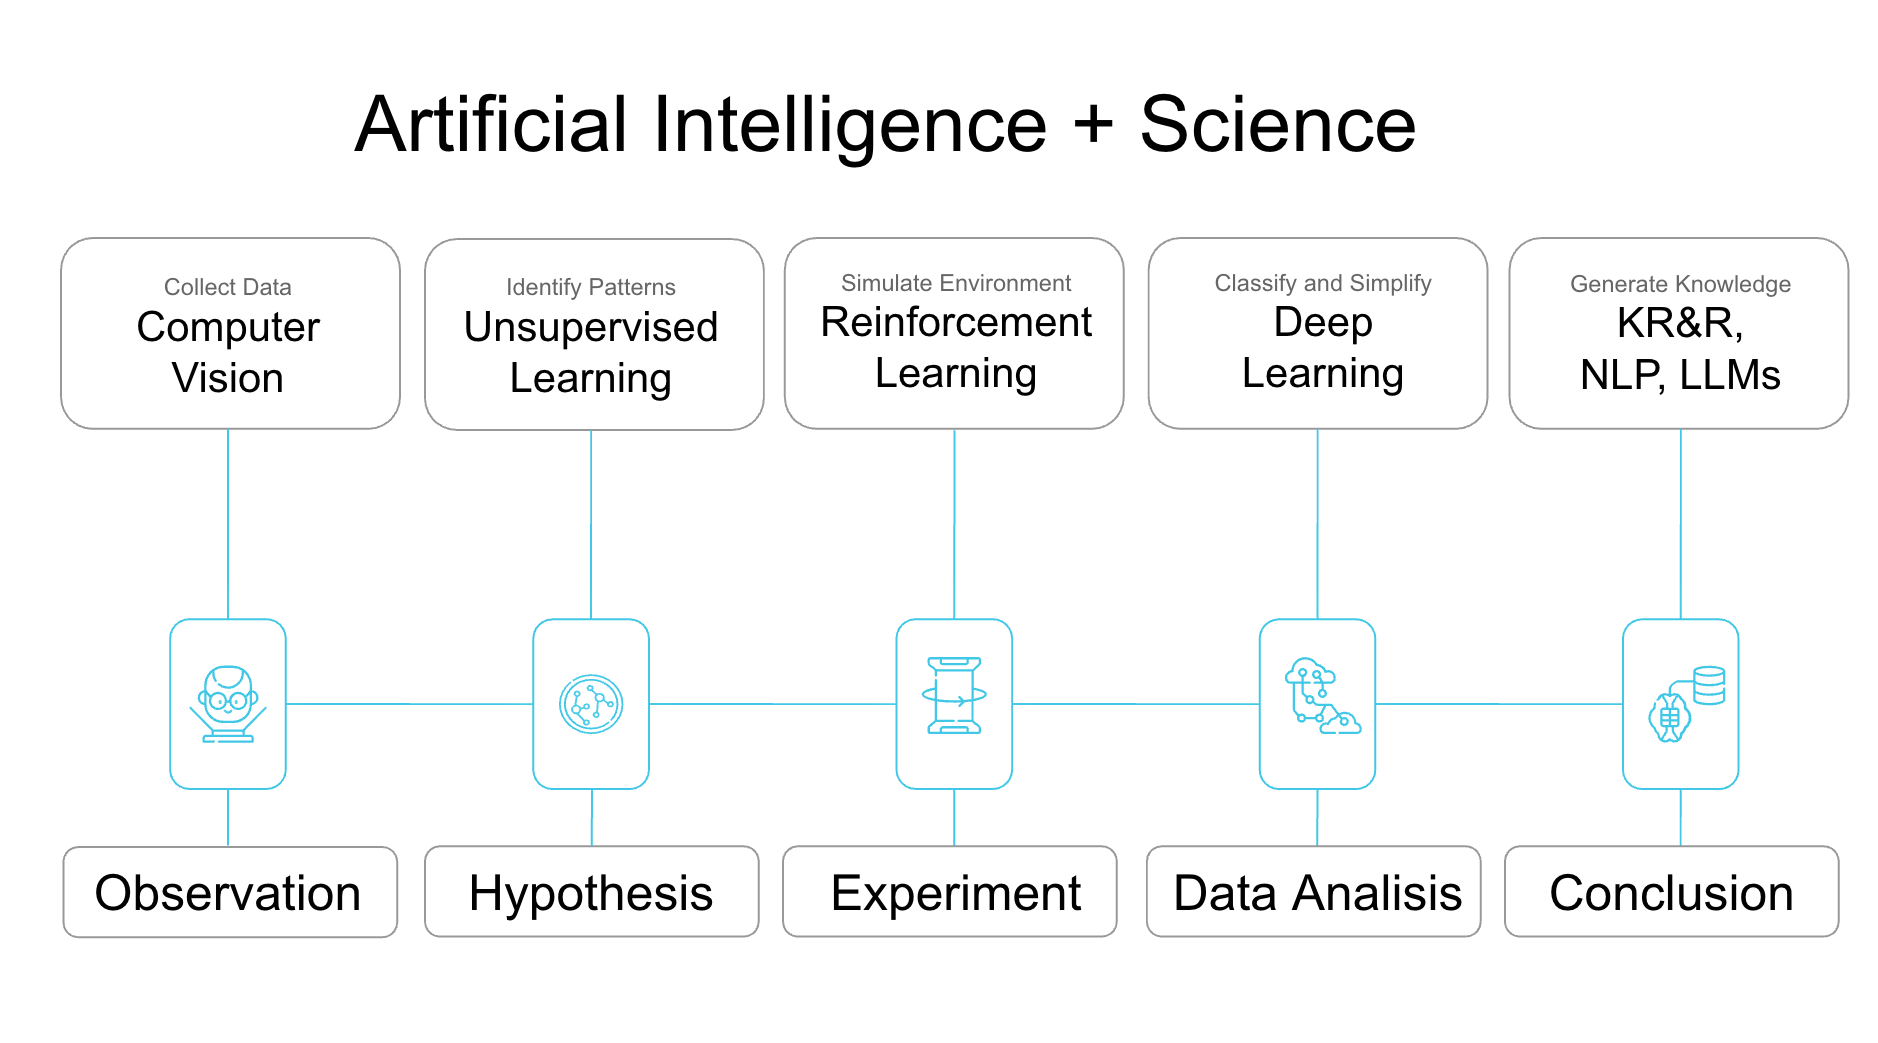 Artificial Intelligence + Science
Collect Data
Computer
Vision
Identify Patterns
Unsupervised
Learning
Simulate Environment
Reinforcement
Learning
Classify and Simplify
Deep
Learning
Generate Knowledge
KR&R,
NLP, LLMs
Observation
Hypothesis
Experiment
Data Analisis
Conclusion